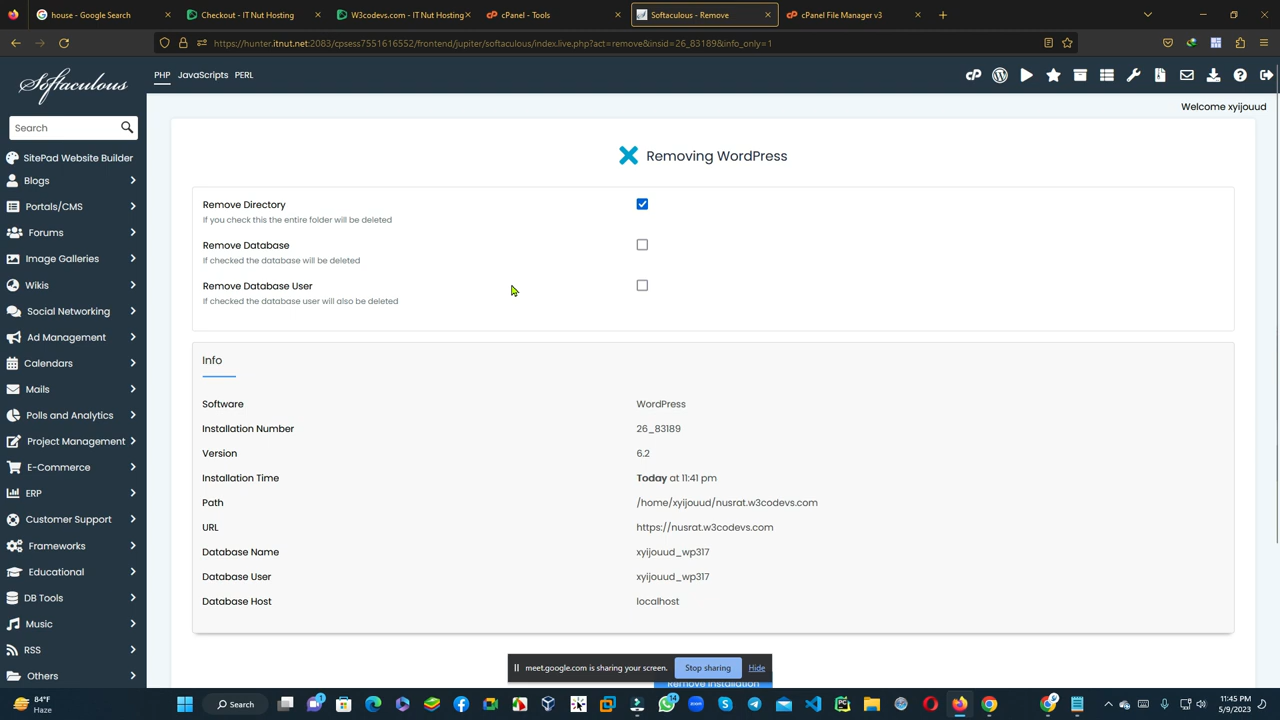 house - Google Search
Checkout - IT Nut Hosting
W3codevs.com - IT Nut Hosting
cPanel - Tools
Softaculous - Remove
cPanel File Manager v3
https://hunter.itnut.net:2083/cpsess7551616552/frontend/jupiter/softaculous/index.live.php?act=remove&insid=26_83189&info_only=1
Softaculous
PHP JavaScripts PERL
Welcome xyijouud
Search
SitePad Website Builder
Blogs
Portals/CMS
Forums
Image Galleries
Wikis
Social Networking
Ad Management
Calendars
Mails
Polls and Analytics
Project Management
E-Commerce
ERP
Customer Support
Frameworks
Educational
DB Tools
Music
RSS
Others
Removing WordPress
Remove Directory
If you check this the entire folder will be deleted
Remove Database
If checked the database will be deleted
Remove Database User
If checked the database user will also be deleted
Info
Software WordPress
Installation Number 26_83189
Version 6.2
Installation Time Today at 11:41 pm
Path /home/xyijouud/nusrat.w3codevs.com
URL https://nusrat.w3codevs.com
Database Name xyijouud_wp317
Database User xyijouud_wp317
Database Host localhost
meet.google.com is sharing your screen. Stop sharing Hide
Remove Installation
84°F
Haze
Search
11:45 PM
5/9/2023